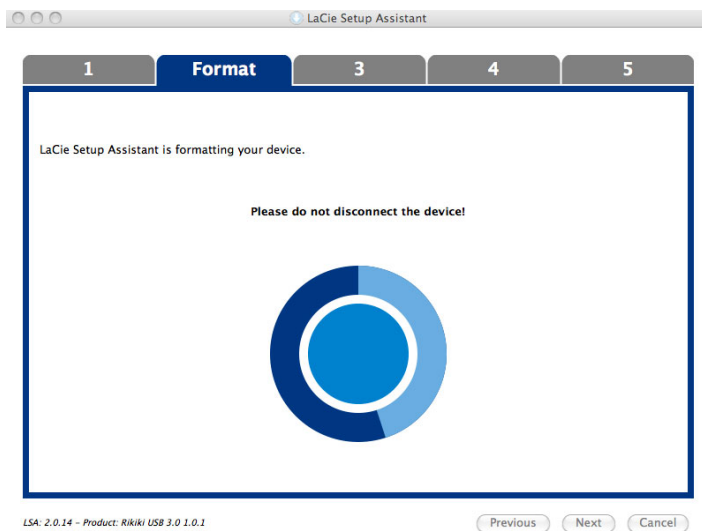 LaCie Setup Assistant
1
Format
3
4
5
LaCie Setup Assistant is formatting your device.
Please do not disconnect the device!
LSA: 2.0.14 – Product: Rikiki USB 3.0 1.0.1
Previous
Next
Cancel